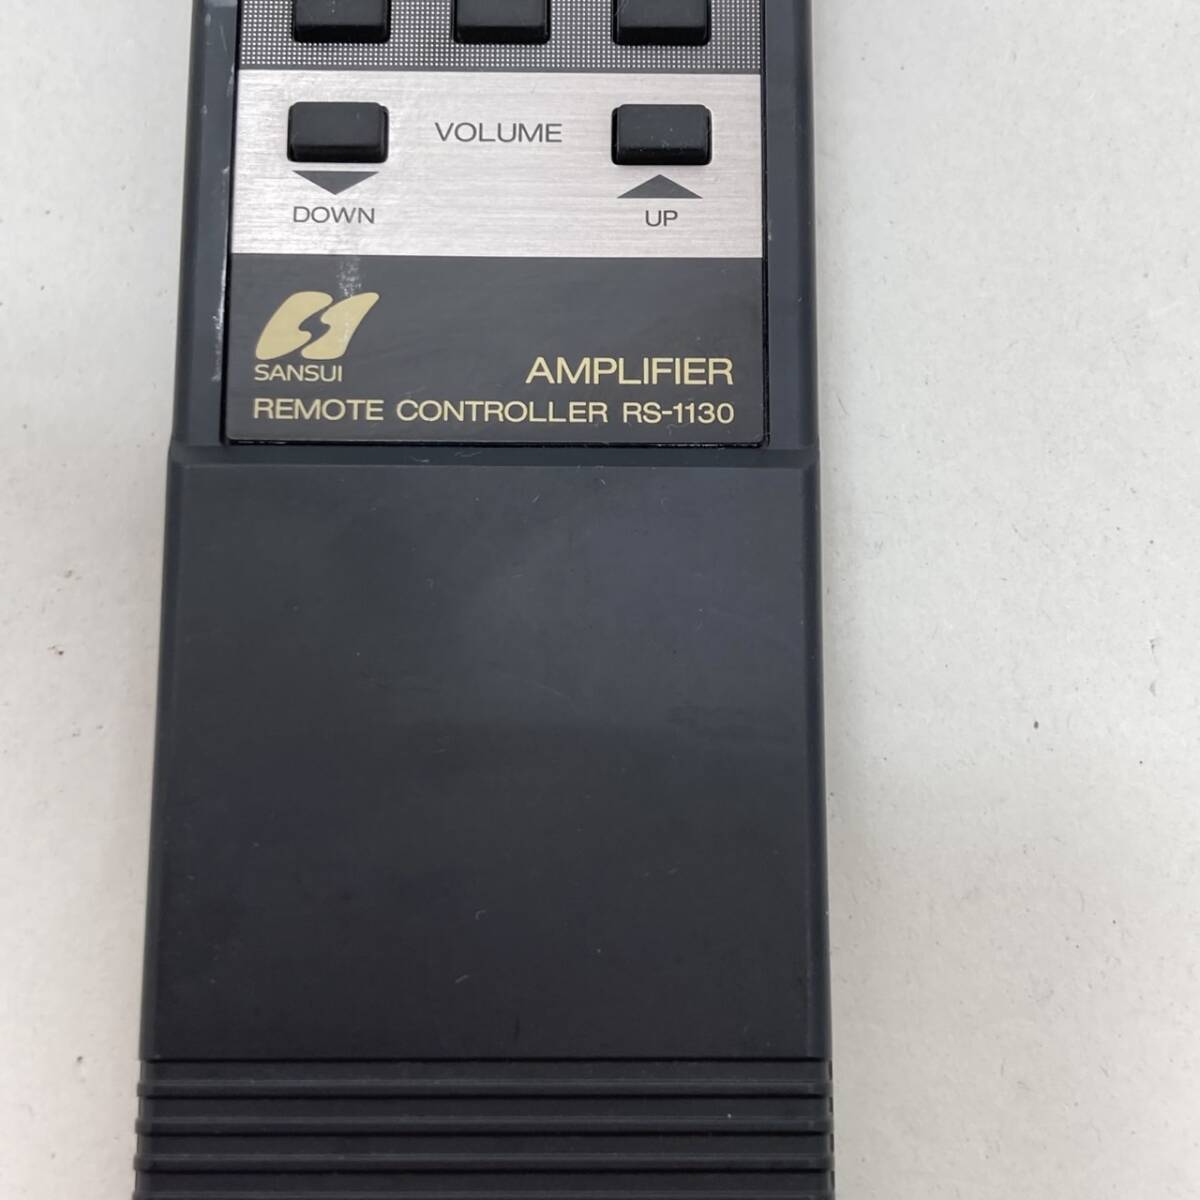 VOLUME
DOWN
UP
SANSUI
AMPLIFIER
REMOTE CONTROLLER RS-1130